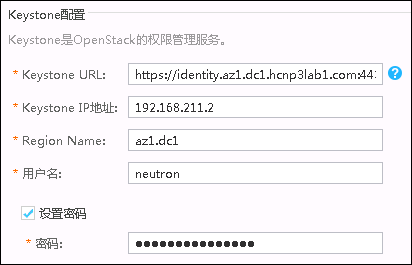 Keystone配置
Keystone是OpenStack的权限管理服务。
* Keystone URL: https://identity.az1.dc1.hcnp3lab1.com:44
* Keystone IP地址: 192.168.211.2
* Region Name: az1.dc1
* 用户名: neutron
设置密码
* 密码: ●●●●●●●●●●●●●●●